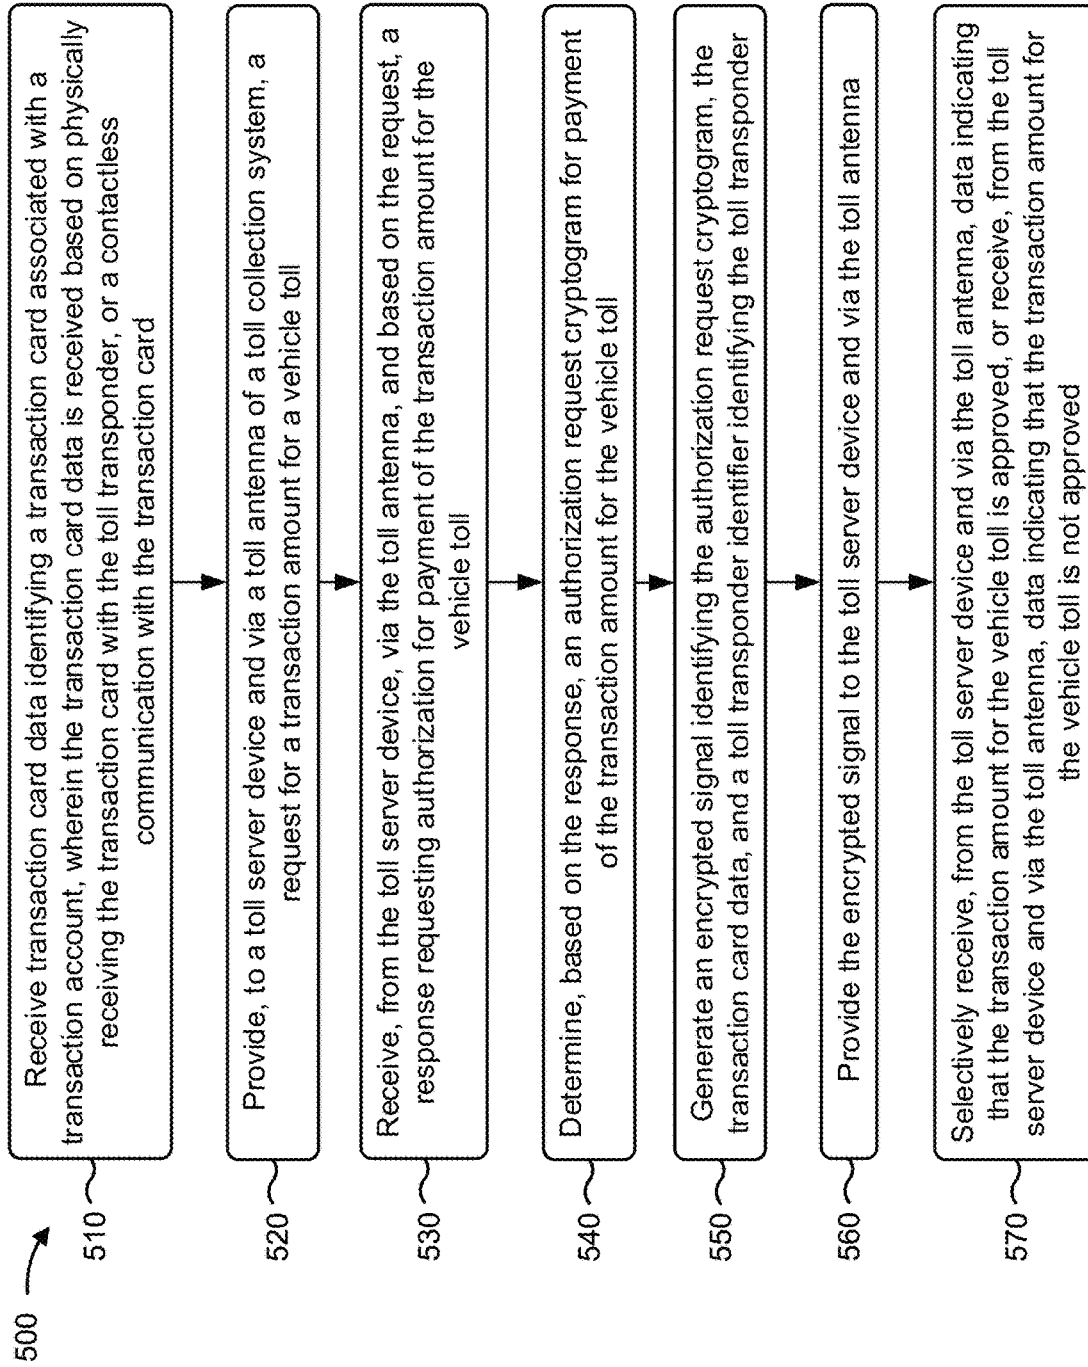 500
510
Receive transaction card data identifying a transaction card associated with a
transaction account, wherein the transaction card data is received based on physically
receiving the transaction card with the toll transponder, or a contactless
communication with the transaction card
520
Provide, to a toll server device and via a toll antenna of a toll collection system, a
request for a transaction amount for a vehicle toll
530
Receive, from the toll server device, via the toll antenna, and based on the request, a
response requesting authorization for payment of the transaction amount for the
vehicle toll
540
Determine, based on the response, an authorization request cryptogram for payment
of the transaction amount for the vehicle toll
550
Generate an encrypted signal identifying the authorization request cryptogram, the
transaction card data, and a toll transponder identifier identifying the toll transponder
560
Provide the encrypted signal to the toll server device and via the toll antenna
570
Selectively receive, from the toll server device and via the toll antenna, data indicating
that the transaction amount for the vehicle toll is approved, or receive, from the toll
server device and via the toll antenna, data indicating that the transaction amount for
the vehicle toll is not approved